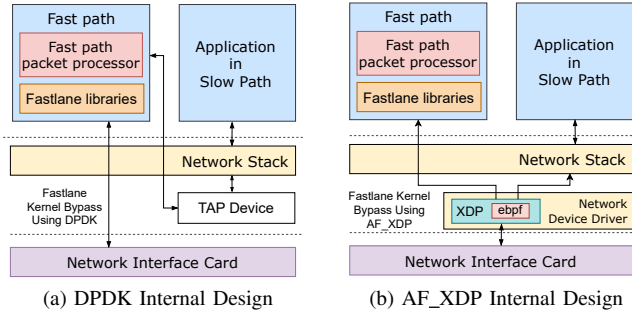 Fast path
Fast path
packet processor
Fastlane libraries
Application
in
Slow Path
Network Stack
Fastlane
Kernel Bypass
Using DPDK
TAP Device
Network Interface Card
(a) DPDK Internal Design
Fast path
Fast path
packet processor
Fastlane libraries
Application
in
Slow Path
Network Stack
Fastlane Kernel
Bypass Using
AF_XDP
XDP
ebpf
Network
Device Driver
Network Interface Card
(b) AF_XDP Internal Design